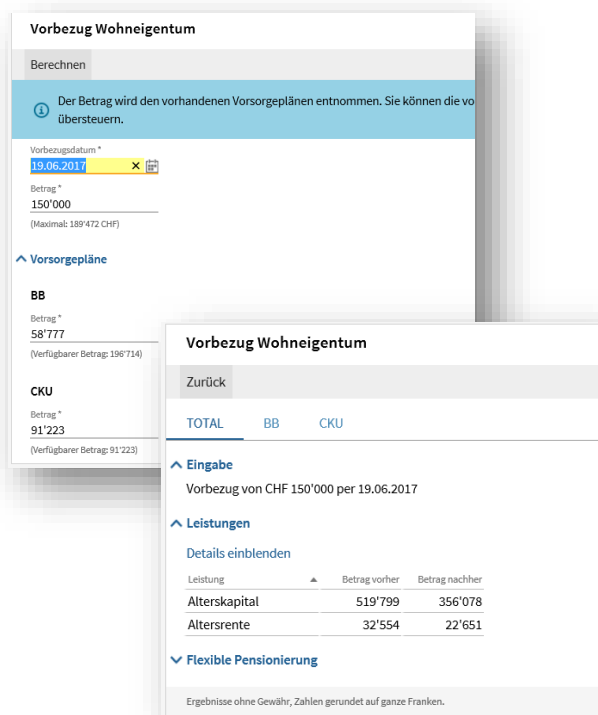 Vorbezug Wohneigentum
Berechnen
Der Betrag wird den vorhandenen Vorsorgeplänen entnommen. Sie können die vo
übersteuern.
Vorbezugsdatum *
19.06.2017
Betrag *
150'000
(Maximal: 189'472 CHF)
Vorsorgepläne
BB
Betrag *
58'777
(Verfügbarer Betrag: 196'714)
CKU
Betrag *
91'223
(Verfügbarer Betrag: 91'223)
Vorbezug Wohneigentum
Zurück
TOTAL BB CKU
Eingabe
Vorbezug von CHF 150'000 per 19.06.2017
Leistungen
Details einblenden
Leistung Betrag vorher Betrag nachher
Alterskapital 519'799 356'078
Altersrente 32'554 22'651
Flexible Pensionierung
Ergebnisse ohne Gewähr, Zahlen gerundet auf ganze Franken.